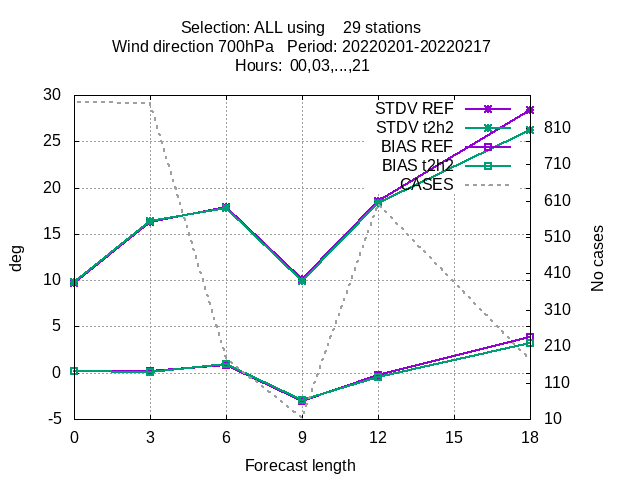 Selection: ALL using    29 stations
Wind direction 700hPa   Period: 20220201-20220217
Hours:  00,03,...,21
STDV REF
STDV t2h2
BIAS REF
BIAS t2h2
CASES
30
25
20
15
10
5
0
-5
deg
810
710
610
510
410
310
210
110
10
No cases
0 3 6 9 12 15 18
Forecast length